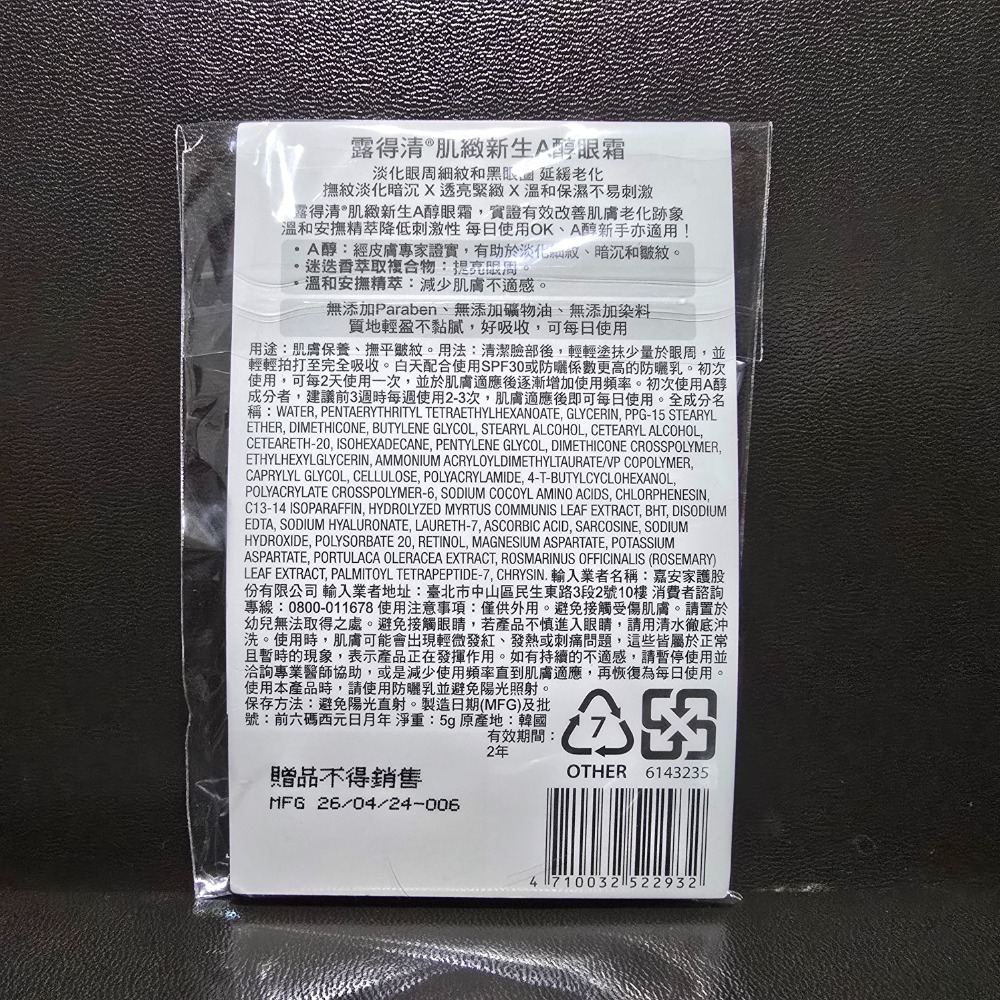 露得清®肌緻新生A醇眼霜
淡化眼周細紋和黑眼圈 延緩老化
撫紋淡化暗沉 X 透亮緊緻 X 溫和保濕不易刺激
露得清®肌緻新生A醇眼霜，實證有效改善肌膚老化跡象
溫和安撫精萃降低刺激性 每日使用OK、A醇新手亦適用！
・A醇：經皮膚專家證實，有助於淡化細紋、暗沉和皺紋。
・迷迭香萃取複合物：提亮眼周。
・溫和安撫精萃：減少肌膚不適感。
無添加Paraben、無添加礦物油、無添加染料
質地輕盈不黏膩，好吸收，可每日使用
用途：肌膚保養、撫平皺紋。用法：清潔臉部後，輕輕塗抹少量於眼周，並
輕輕拍打至完全吸收。白天配合使用SPF30或防曬係數更高的防曬乳。初次
使用，可每2天使用一次，並於肌膚適應後逐漸增加使用頻率。初次使用A醇
成分者，建議前3週時每週使用2-3次，肌膚適應後即可每日使用。全成分名
稱：WATER, PENTAERYTHRITYL TETRAETHYLHEXANOATE, GLYCERIN, PPG-15 STEARYL
ETHER, DIMETHICONE, BUTYLENE GLYCOL, STEARYL ALCOHOL, CETEARYL ALCOHOL,
CETEARETH-20, ISOHEXADECANE, PENTYLENE GLYCOL, DIMETHICONE CROSSPOLYMER,
ETHYLHEXYLGLYCERIN, AMMONIUM ACRYLOYLDIMETHYLTAURATE/VP COPOLYMER,
CAPRYLYL GLYCOL, CELLULOSE, POLYACRYLAMIDE, 4-T-BUTYLCYCLOHEXANOL,
POLYACRYLATE CROSSPOLYMER-6, SODIUM COCOYL AMINO ACIDS, CHLORPHENESIN,
C13-14 ISOPARAFFIN, HYDROLYZED MYRTUS COMMUNIS LEAF EXTRACT, BHT, DISODIUM
EDTA, SODIUM HYALURONATE, LAURETH-7, ASCORBIC ACID, SARCOSINE, SODIUM
HYDROXIDE, POLYSORBATE 20, RETINOL, MAGNESIUM ASPARTATE, POTASSIUM
ASPARTATE, PORTULACA OLERACEA EXTRACT, ROSMARINUS OFFICINALIS (ROSEMARY)
LEAF EXTRACT, PALMITOYL TETRAPEPTIDE-7, CHRYSIN. 輸入業者名稱：嘉安家護股
份有限公司 輸入業者地址：臺北市中山區民生東路3段2號10樓 消費者諮詢
專線：0800-011678 使用注意事項：僅供外用。避免接觸受傷肌膚。請置於
幼兒無法取得之處。避免接觸眼睛，若產品不慎進入眼睛，請用清水徹底沖
洗。使用時，肌膚可能會出現輕微發紅、發熱或刺痛問題，這些皆屬於正常
且暫時的現象，表示產品正在發揮作用。如有持續的不適感，請暫停使用並
洽詢專業醫師協助，或是減少使用頻率直到肌膚適應，再恢復為每日使用。
使用本產品時，請使用防曬乳並避免陽光照射。
保存方法：避免陽光直射。製造日期(MFG)及批
號：前六碼西元日月年 淨重：5g 原產地：韓國
有效期間：
2年
7
OTHER
6143235
贈品不得銷售
MFG 26/04/24-006
4 710032 522932